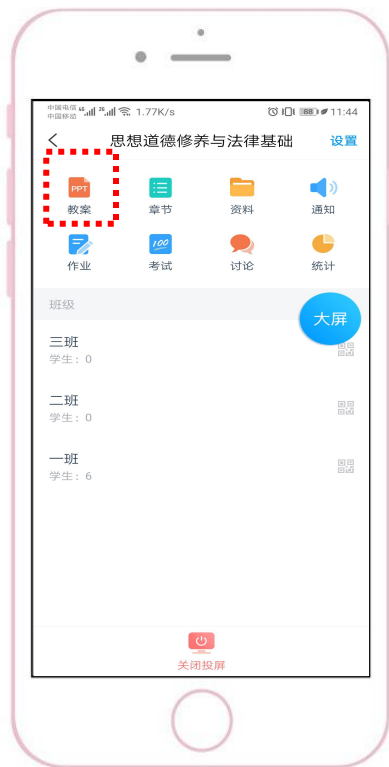 中国电信 4G 2G 1.77K/s 88 11:44
中国移动
思想道德修养与法律基础 设置
PPT 100
教案 章节 资料 通知
作业 考试 讨论 统计
班级
大屏
三班
学生：0
二班
学生：0
一班
学生：6
关闭投屏